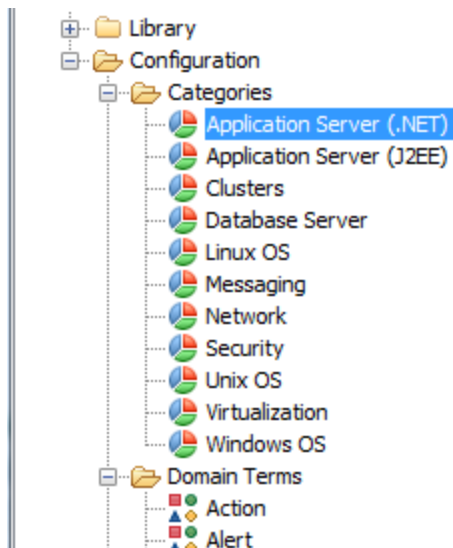 Library
Configuration
Categories
Application Server (.NET)
Application Server (J2EE)
Clusters
Database Server
Linux OS
Messaging
Network
Security
Unix OS
Virtualization
Windows OS
Domain Terms
Action
Alert